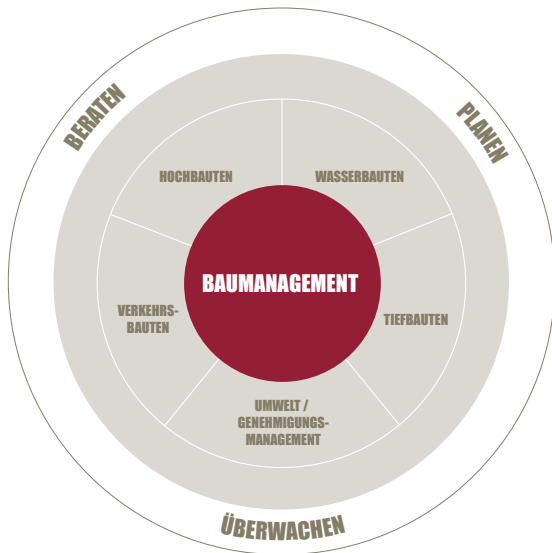 BERATEN
PLANEN
HOCHBAUTEN
WASSERBAUTEN
BAUMANAGEMENT
VERKEHRS-
BAUTEN
TIEFBAUTEN
UMWELT /
GENEHMIGUNGS-
MANAGEMENT
ÜBERWACHEN